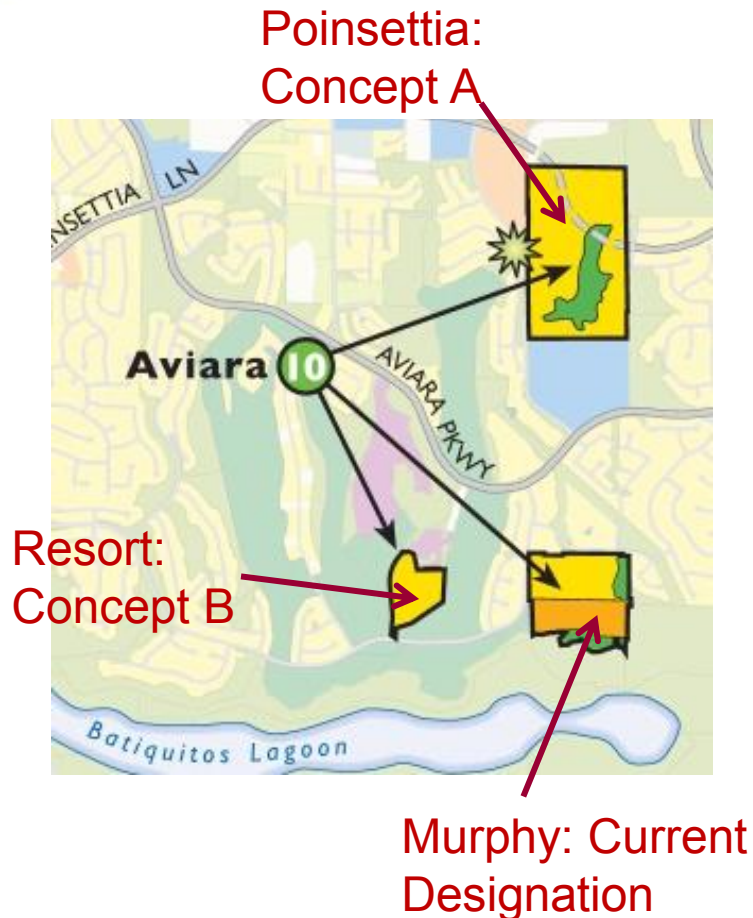 Poinsettia:
Concept A
NSETTIA LN
Aviara 10
AVIARA PKWY
Resort:
Concept B
Batiquitos Lagoon
Murphy: Current
Designation